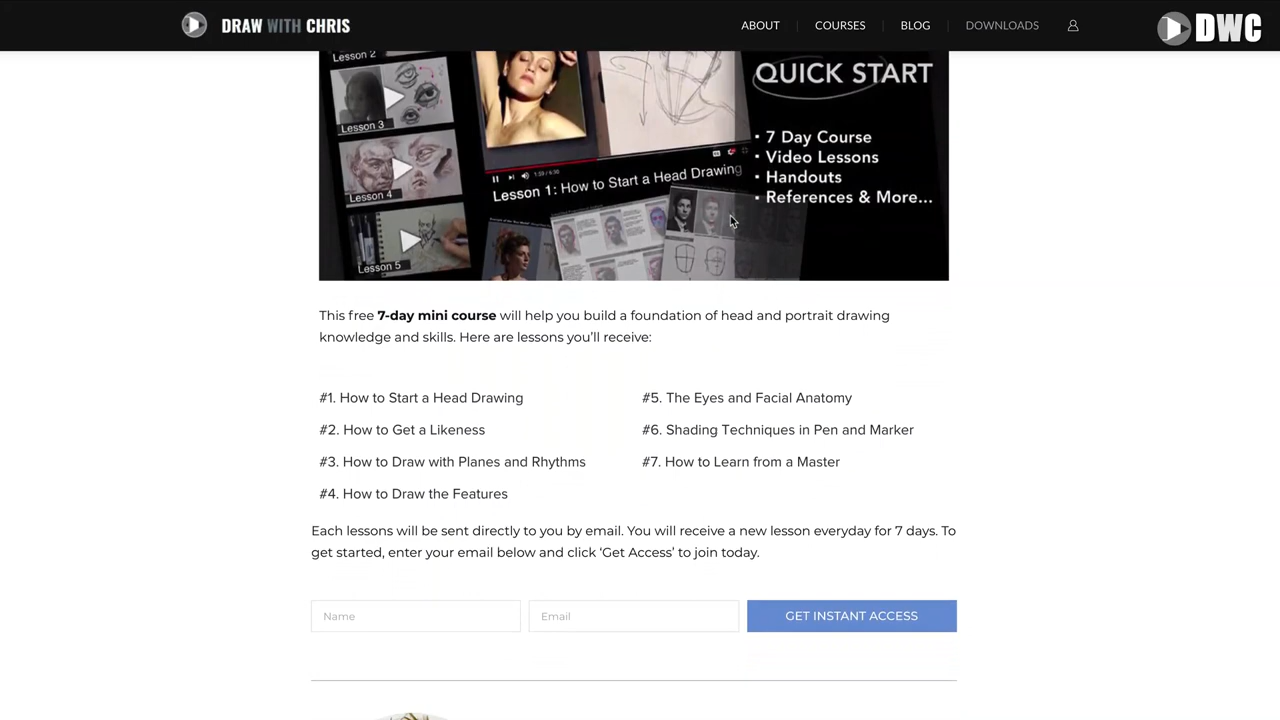 DRAW WITH CHRIS
ABOUT
COURSES
BLOG
DOWNLOADS
DWC
Lesson 2
Lesson 3
Lesson 4
Lesson 5
1:59 / 4:30
Lesson 1: How to Start a Head Drawing
QUICK START
• 7 Day Course
• Video Lessons
• Handouts
• References & More...
This free 7-day mini course will help you build a foundation of head and portrait drawing
knowledge and skills. Here are lessons you'll receive:
#1. How to Start a Head Drawing
#2. How to Get a Likeness
#3. How to Draw with Planes and Rhythms
#4. How to Draw the Features
#5. The Eyes and Facial Anatomy
#6. Shading Techniques in Pen and Marker
#7. How to Learn from a Master
Each lessons will be sent directly to you by email. You will receive a new lesson everyday for 7 days. To
get started, enter your email below and click ‘Get Access’ to join today.
Name
Email
GET INSTANT ACCESS